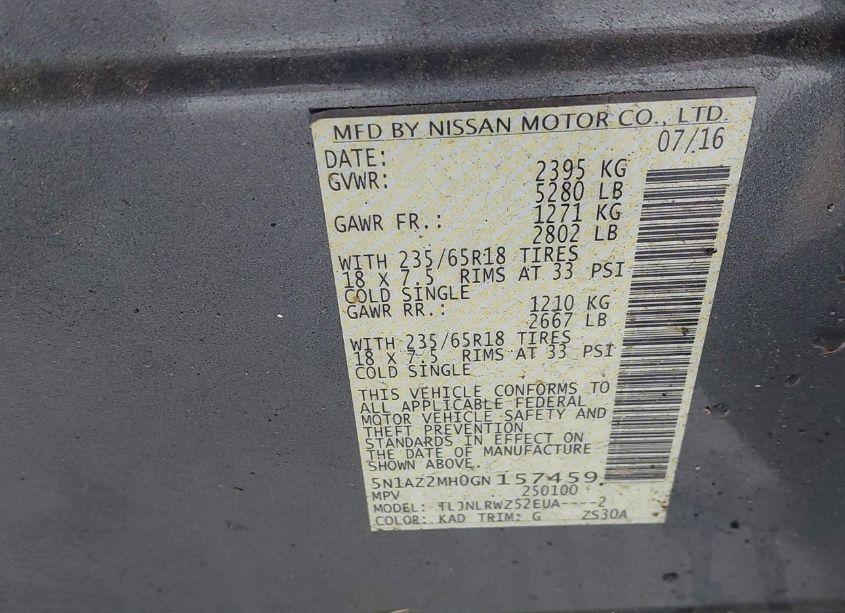 MFD BY NISSAN MOTOR CO., LTD.
DATE: 07/16
GVWR: 2395 KG
5280 LB
GAWR FR.: 1271 KG
2802 LB
WITH 235/65R18 TIRES
18 X 7.5 RIMS AT 33 PSI
COLD SINGLE
GAWR RR.: 1210 KG
2667 LB
WITH 235/65R18 TIRES
18 X 7.5 RIMS AT 33 PSI
COLD SINGLE
THIS VEHICLE CONFORMS TO
ALL APPLICABLE FEDERAL
MOTOR VEHICLE SAFETY AND
THEFT PREVENTION
STANDARDS IN EFFECT ON
THE DATE OF MANUFACTURE
SHOWN ABOVE.
5N1AZ2MH0GN157459
MPV 250100
MODEL: TLJNLRWZ52EUA----2
COLOR: KAD TRIM: G ZS30A